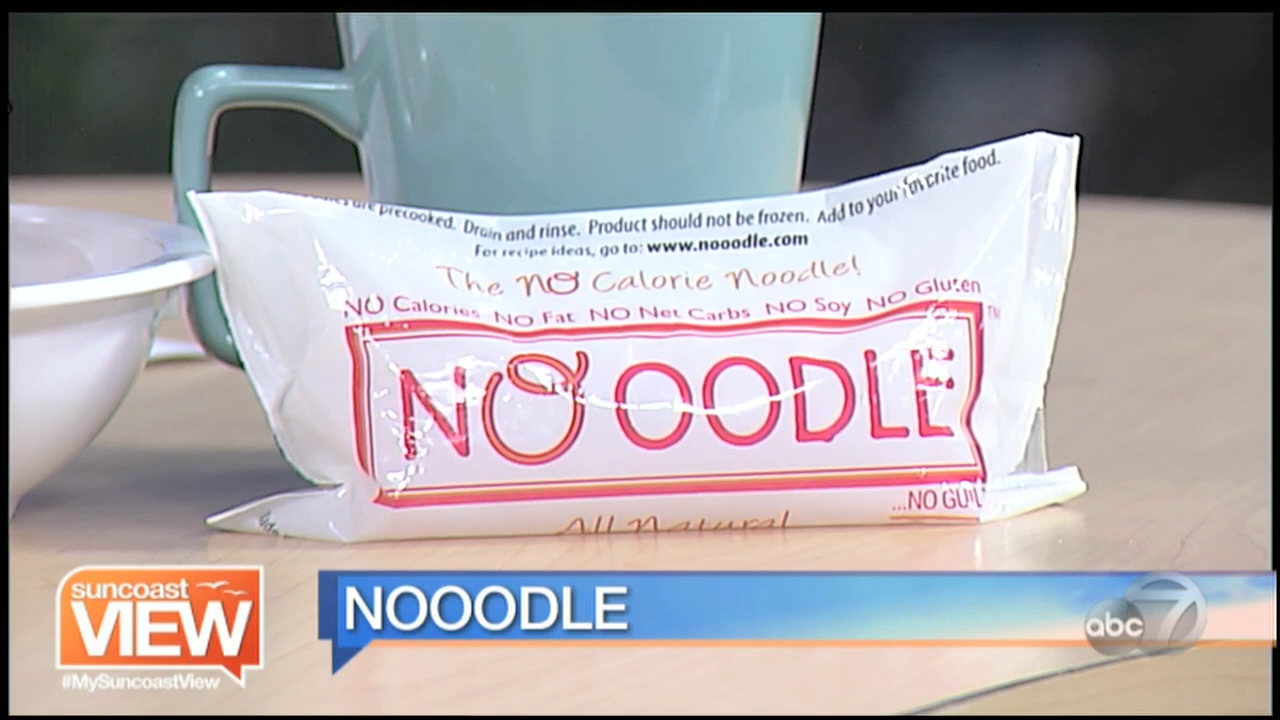 precooked. Drain and rinse. Product should not be frozen. Add to your favorite food.
For recipe ideas, go to: www.nooodle.com
The NO Calorie Noodle!
NO Calories NO Fat NO Net Carbs NO Soy NO Gluten
NOOODLE
TM
...NO GUILT
All Natural
suncoast
VIEW
#MySuncoastView
NOOODLE
abc 7